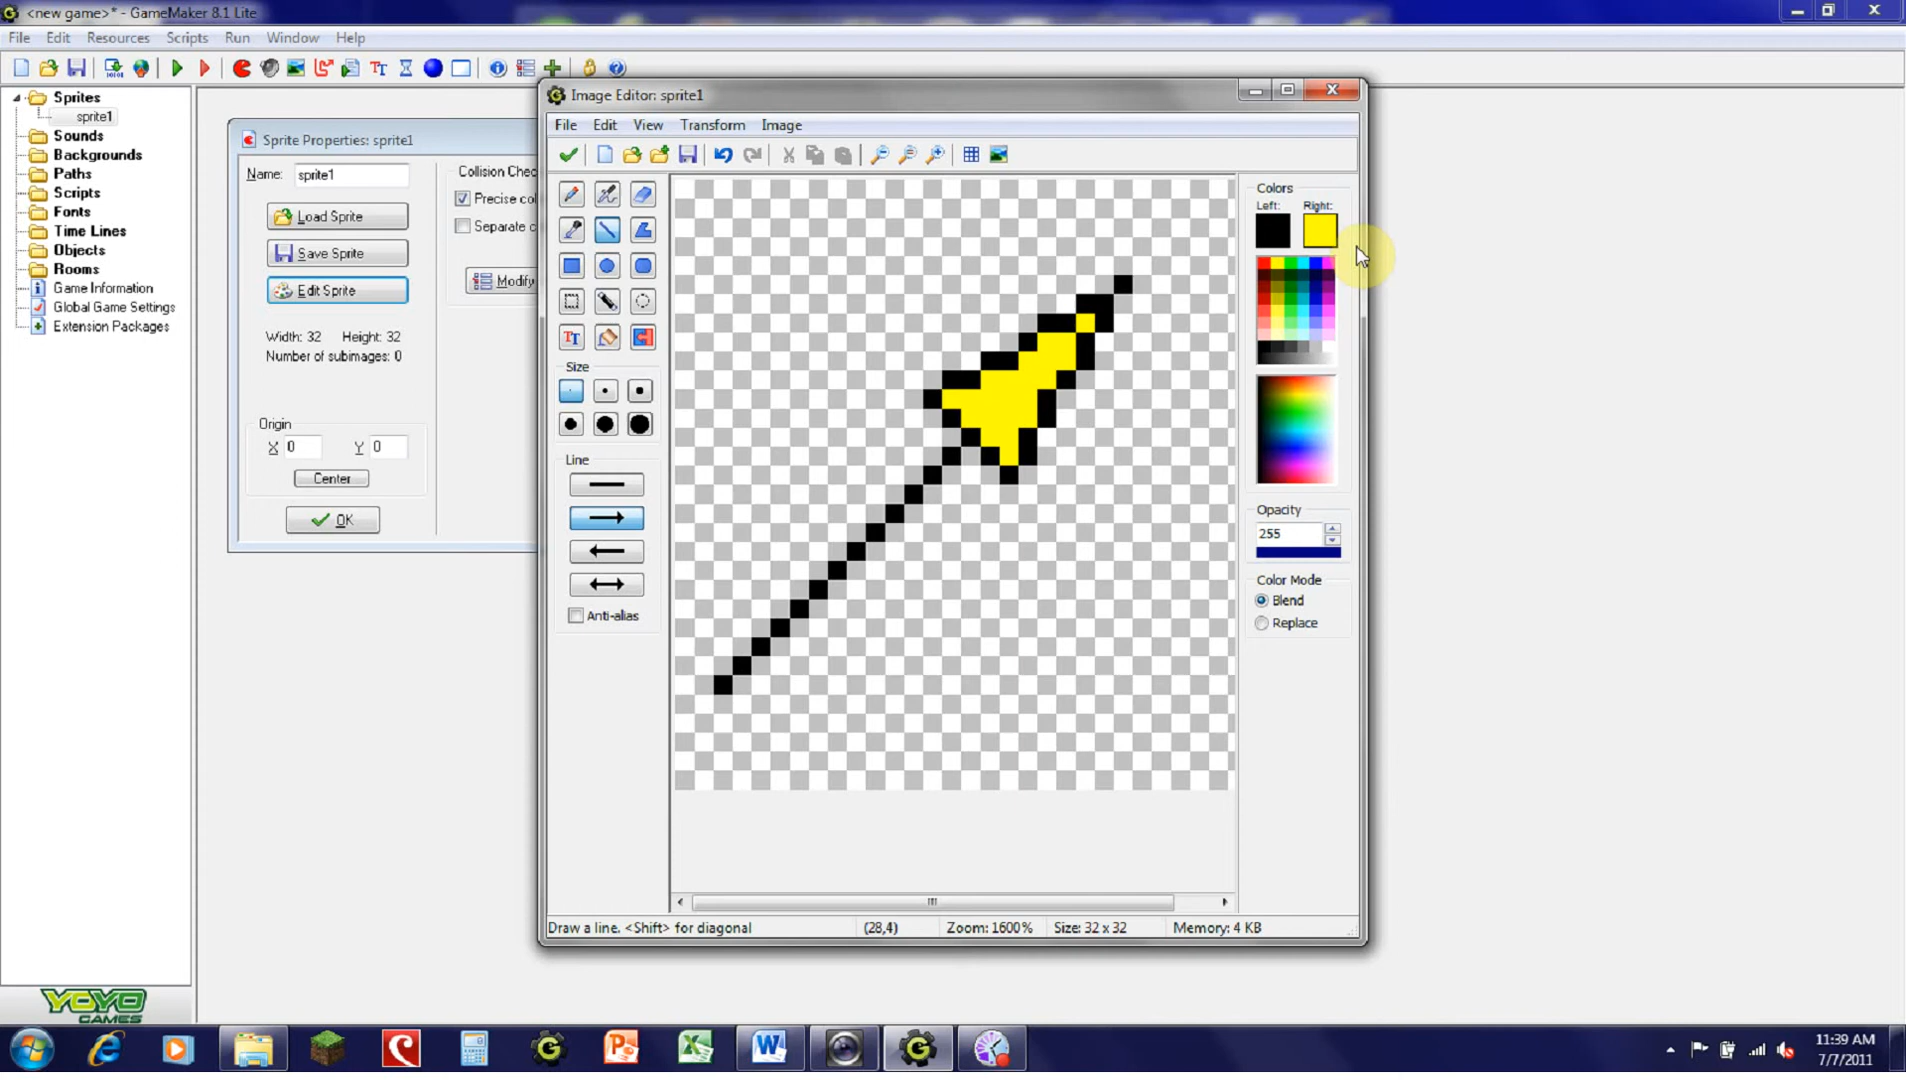 <new game>* - GameMaker 8.1 Lite
File Edit Resources Scripts Run Window Help
Sprites
sprite1
Sounds
Backgrounds
Paths
Scripts
Fonts
Time Lines
Objects
Rooms
Game Information
Global Game Settings
Extension Packages
Sprite Properties: sprite1
Name: sprite1
Load Sprite
Save Sprite
Edit Sprite
Width: 32 Height: 32
Number of subimages: 0
Origin
X 0 Y 0
Center
OK
Collision Chec
Precise co
Separate c
Modify
Image Editor: sprite1
File Edit View Transform Image
Size
Line
Anti-alias
Colors
Left: Right:
Opacity
255
Color Mode
Blend
Replace
Draw a line. <Shift> for diagonal (28,4) Zoom: 1600% Size: 32 x 32 Memory: 4 KB
YOYO
GAMES
11:39 AM
7/7/2011